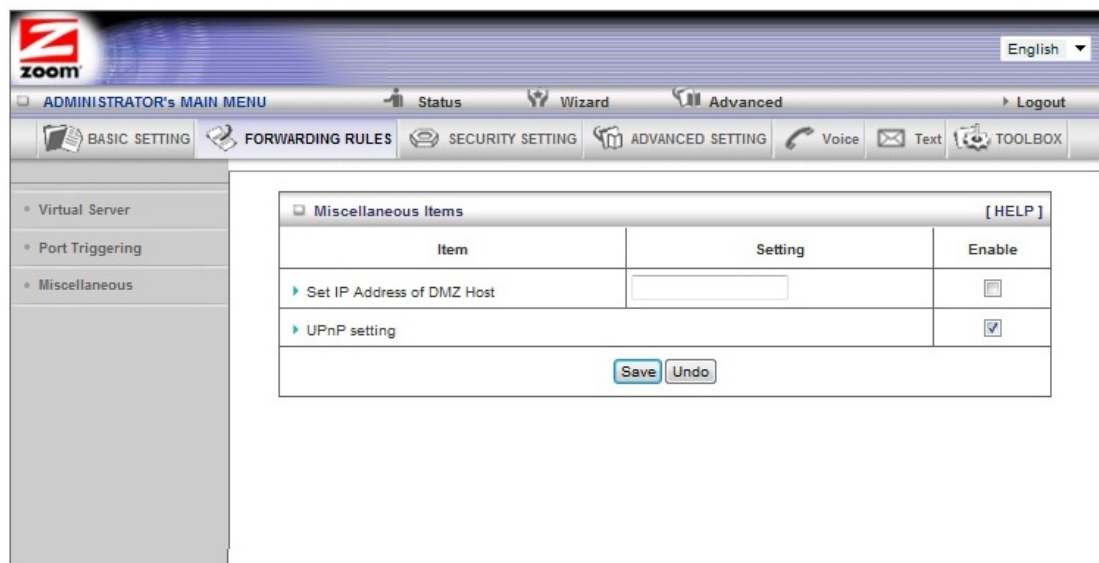 zoom
English
ADMINISTRATOR's MAIN MENU Status Wizard Advanced Logout
BASIC SETTING FORWARDING RULES SECURITY SETTING ADVANCED SETTING Voice Text TOOLBOX
Virtual Server
Port Triggering
Miscellaneous
Miscellaneous Items [ HELP ]
Item Setting Enable
Set IP Address of DMZ Host
UPnP setting
Save Undo